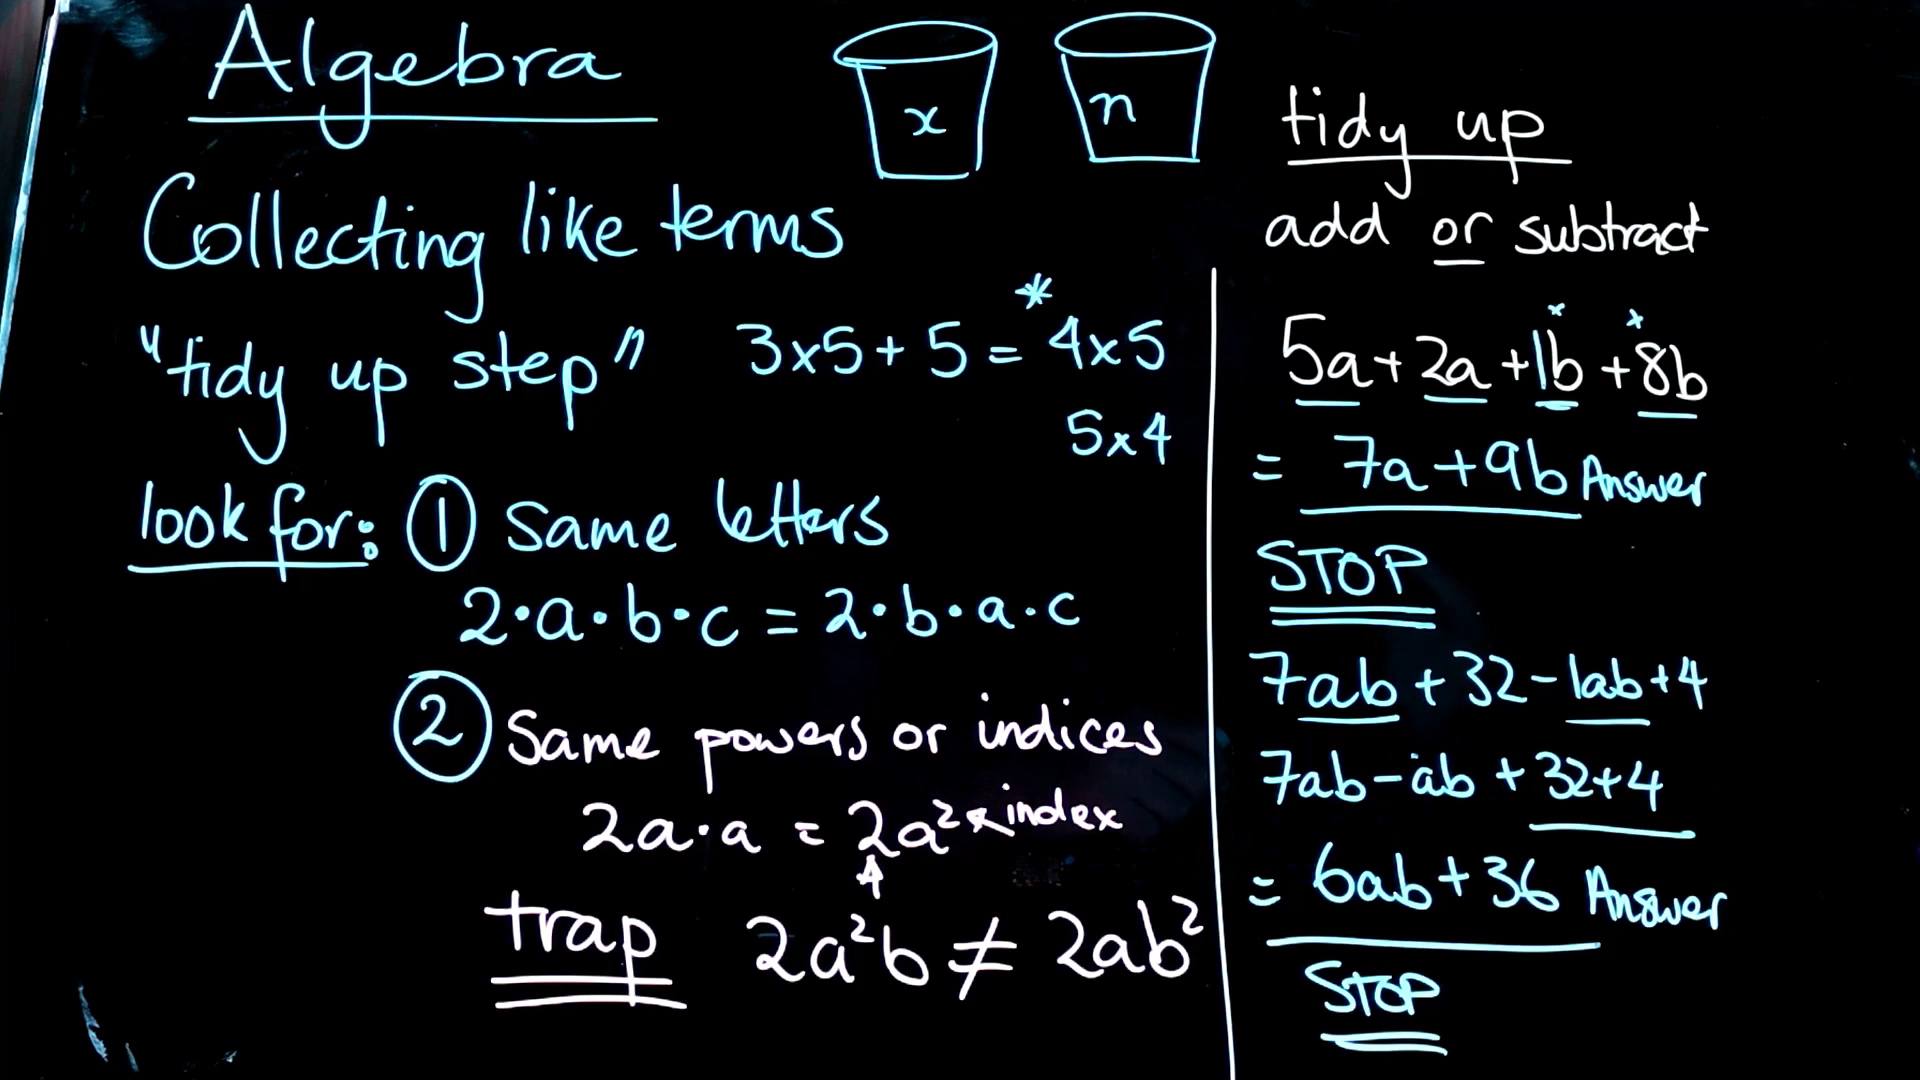 Algebra
x
n
Collecting like terms
"tidy up step"
3x5+5 = *4x5
5x4
look for: ① Same letters
2·a·b·c = 2·b·a·c
② Same powers or indices
2a·a = 2a² index
trap 2a²b ≠ 2ab²
tidy up
add or subtract
5a+2a+1b+8b
= 7a+9b Answer
STOP
7ab+32-1ab+4
7ab-ab+32+4
= 6ab+36 Answer
STOP